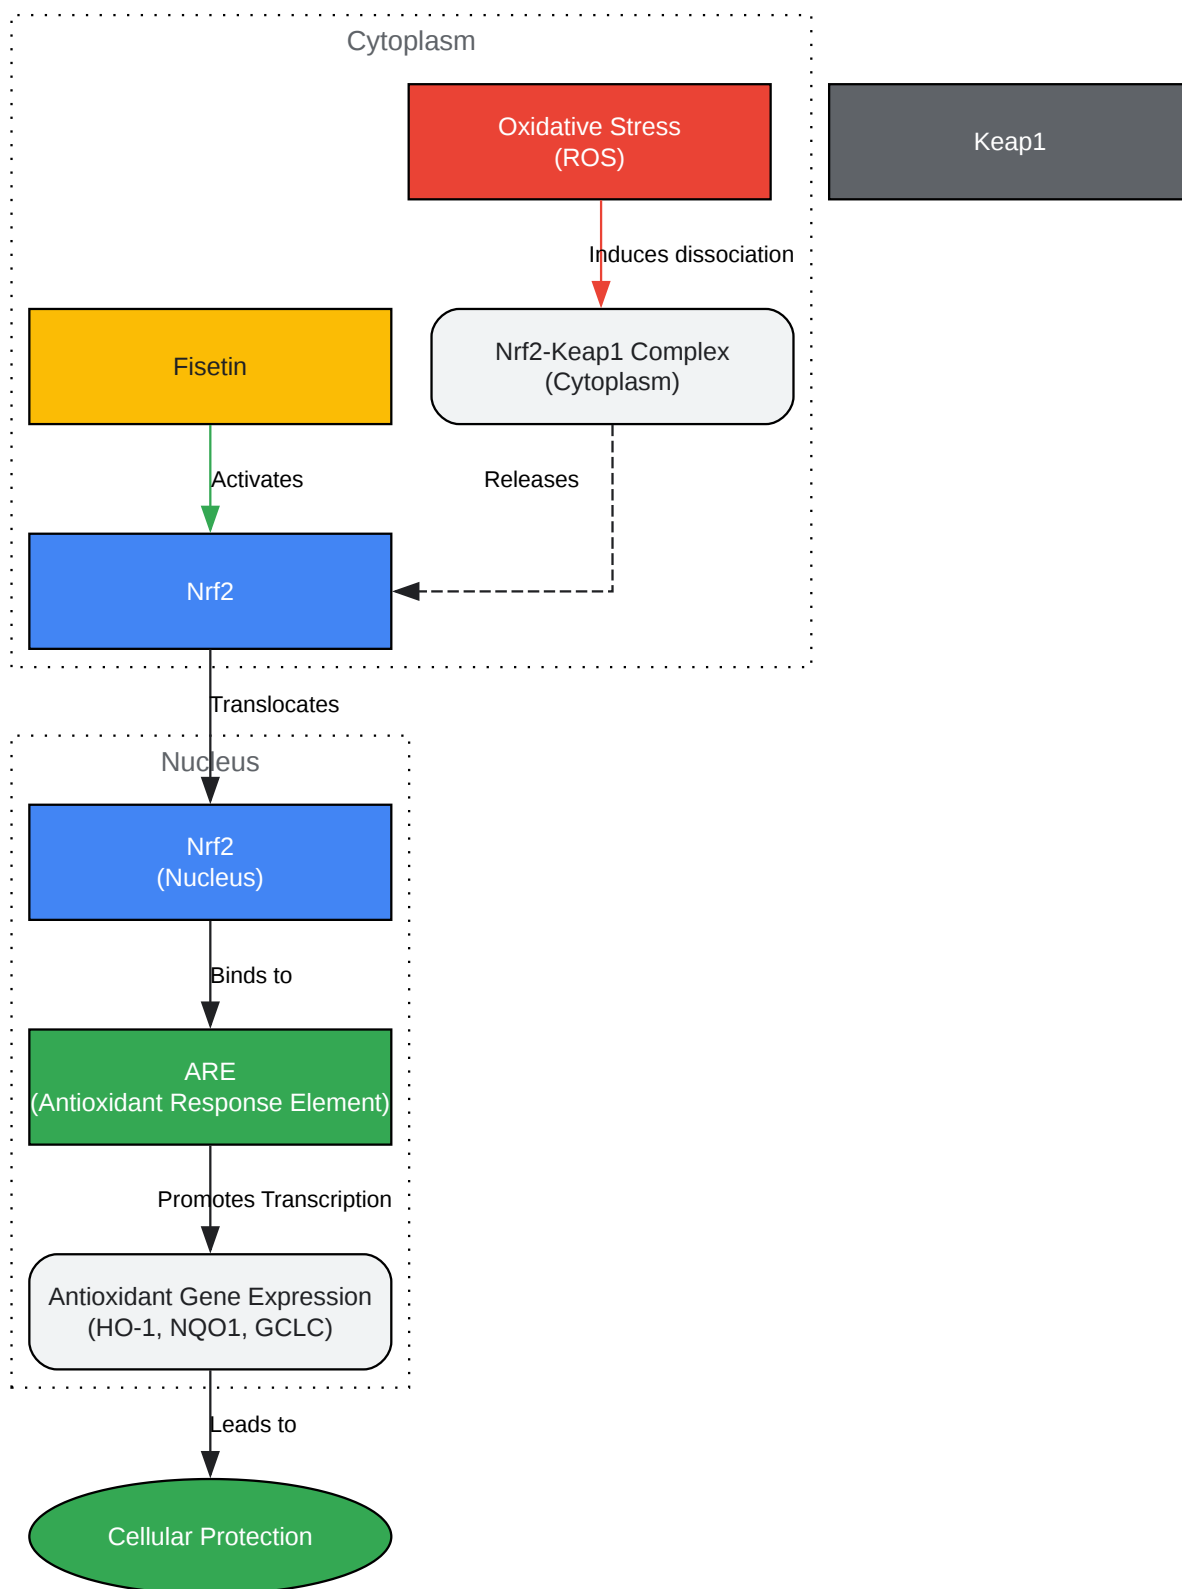 Cytoplasm
Oxidative Stress
(ROS)
Keap1
Induces dissociation
Fisetin
Nrf2-Keap1 Complex
(Cytoplasm)
Activates
Releases
Nrf2
Translocates
Nucleus
Nrf2
(Nucleus)
Binds to
ARE
(Antioxidant Response Element)
Promotes Transcription
Antioxidant Gene Expression
(HO-1, NQO1, GCLC)
Leads to
Cellular Protection